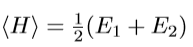 ⟨H⟩ = ½(E₁ + E₂)